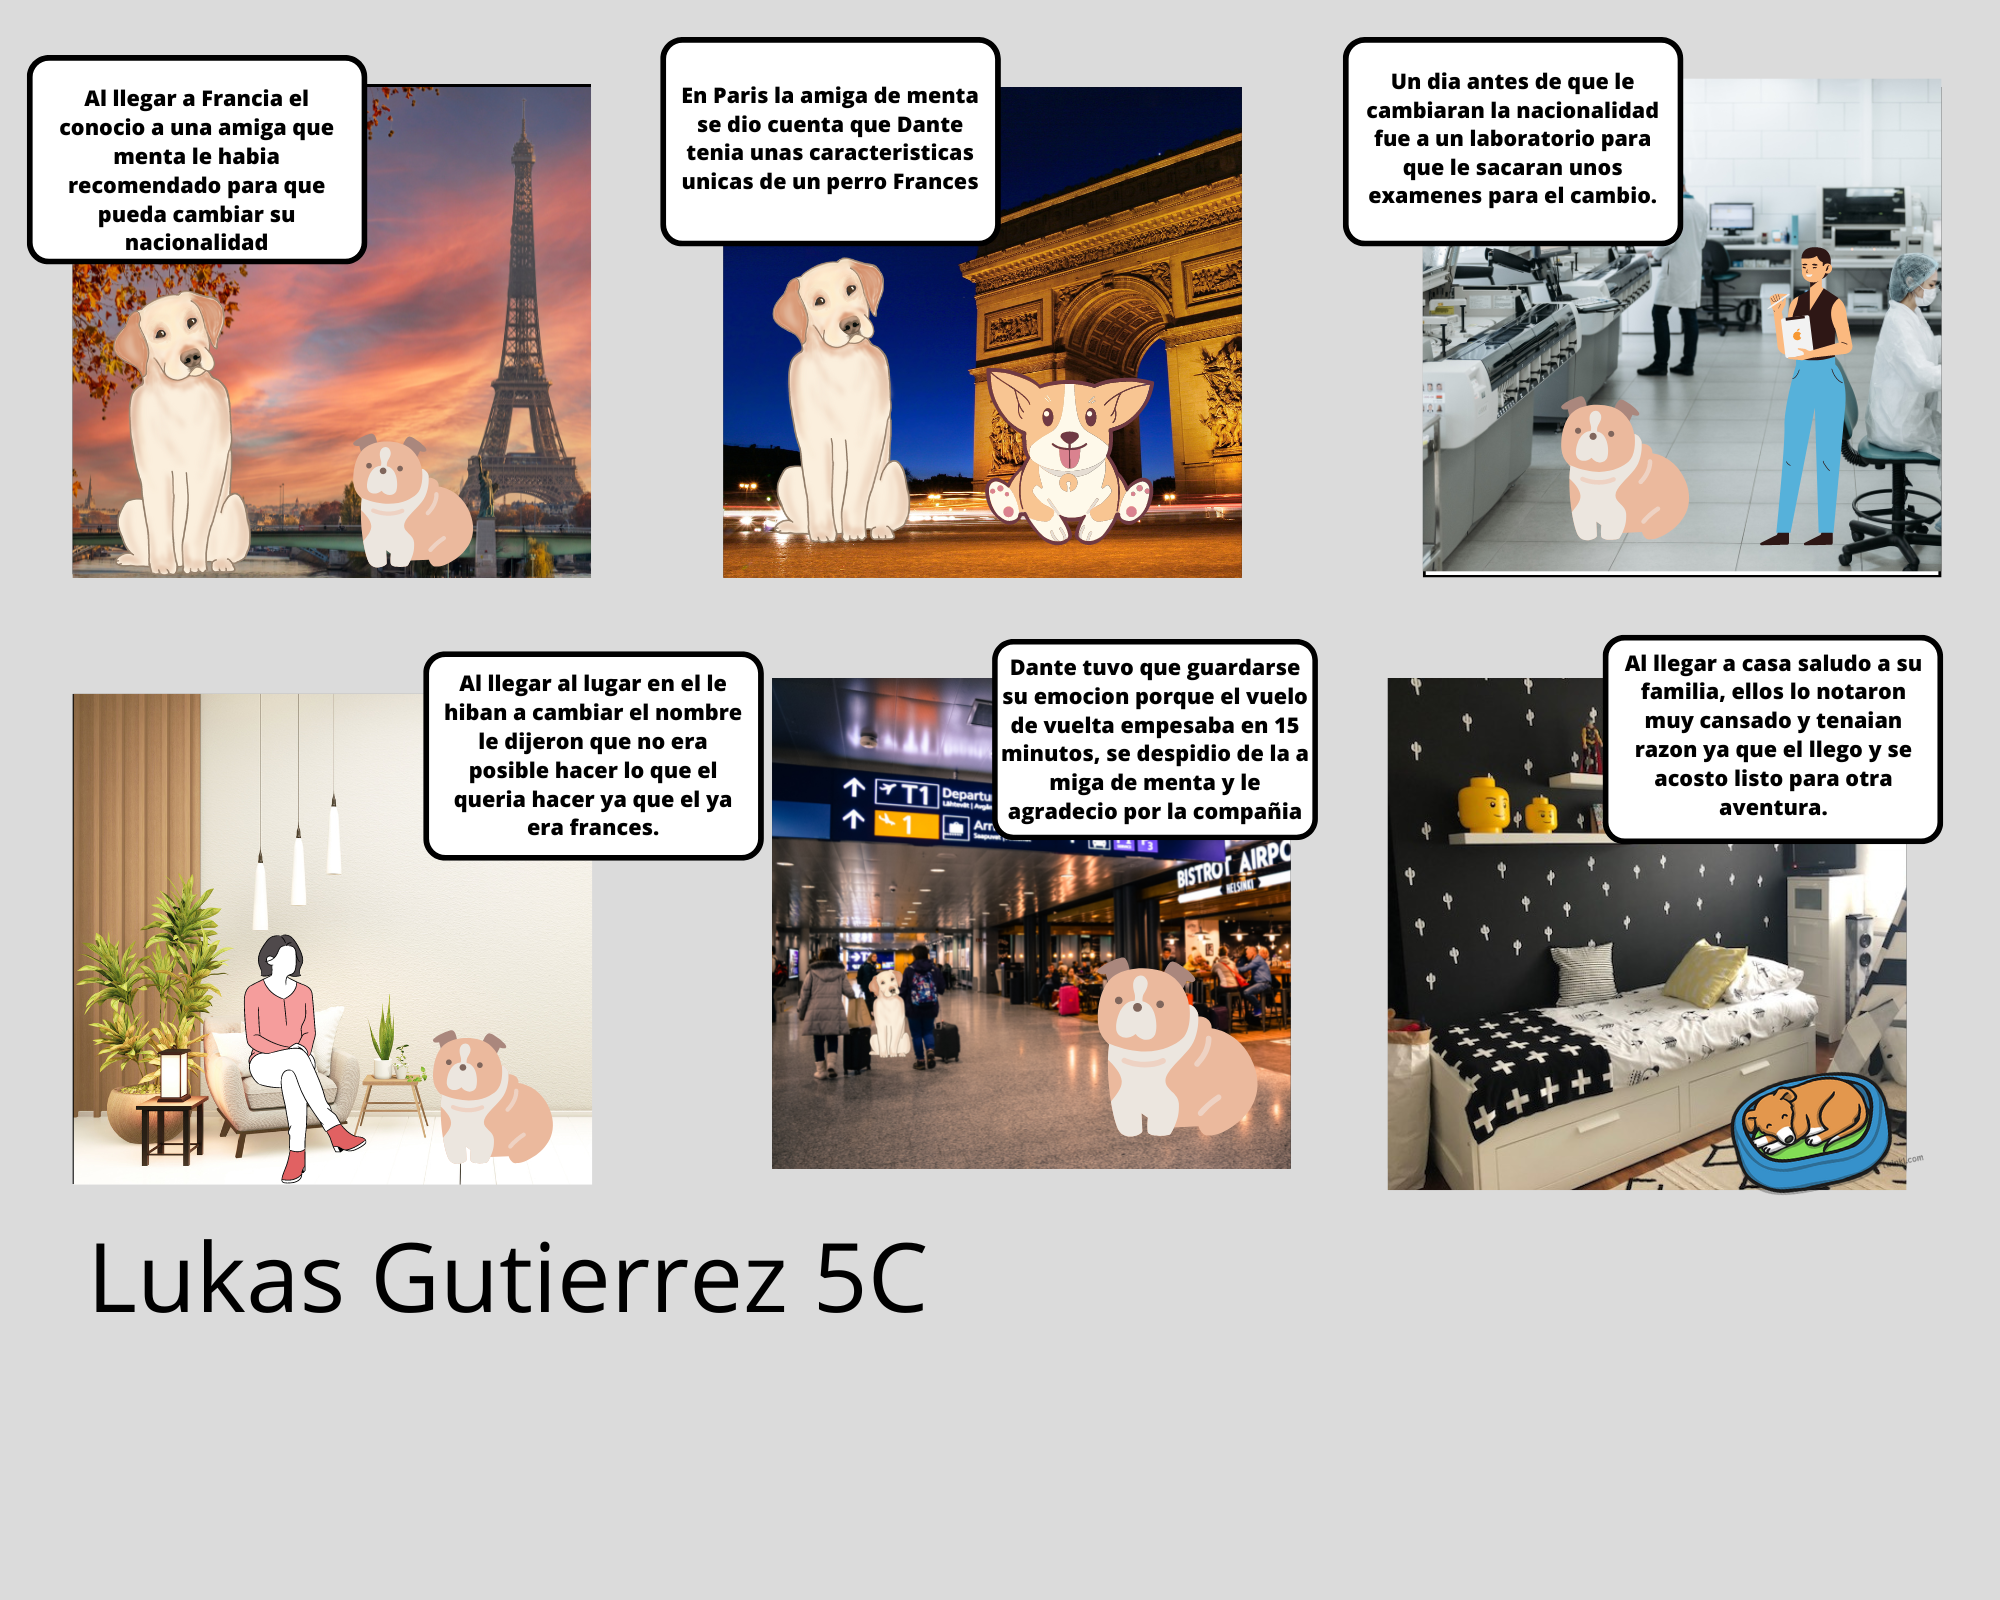 Al llegar a Francia el
conocio a una amiga que
menta le habia
recomendado para que
pueda cambiar su
nacionalidad
En Paris la amiga de menta
se dio cuenta que Dante
tenia unas caracteristicas
unicas de un perro Frances
Un dia antes de que le
cambiaran la nacionalidad
fue a un laboratorio para
que le sacaran unos
examenes para el cambio.
Al llegar al lugar en el le
hiban a cambiar el nombre
le dijeron que no era
posible hacer lo que el
queria hacer ya que el ya
era frances.
Dante tuvo que guardarse
su emocion porque el vuelo
de vuelta empesaba en 15
minutos, se despidio de la a
miga de menta y le
agradecio por la compañia
T1 Departu
1 Arr
BISTROT AIRPO
HELSINKI
Al llegar a casa saludo a su
familia, ellos lo notaron
muy cansado y tenaian
razon ya que el llego y se
acosto listo para otra
aventura.
Lukas Gutierrez 5C